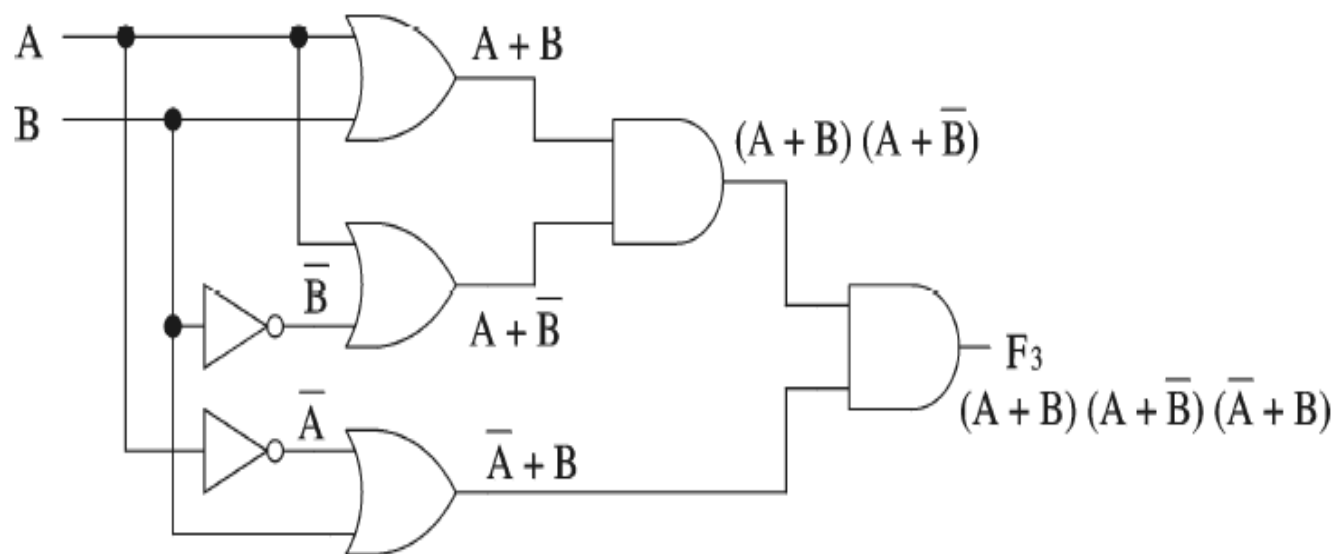 A
A + B
B
(A + B) (A + B̅)
B̅
A + B̅
F₃
A̅
(A + B) (A + B̅) (A̅ + B)
A̅ + B